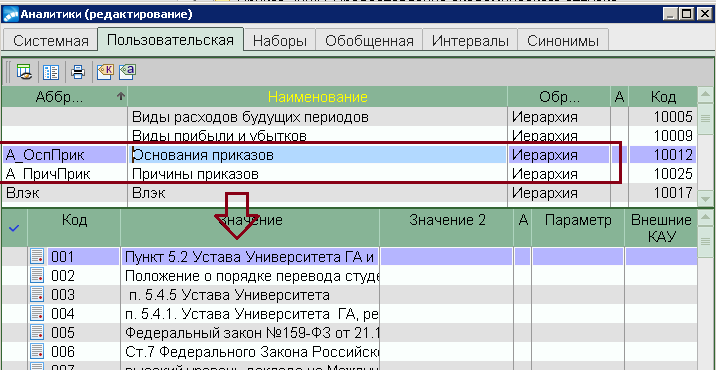 Аналитики (редактирование)
Системная Пользовательская Наборы Обобщенная Интервалы Синонимы
Аббр... Наименование Обр... А Код
Виды расходов будущих периодов Иерархия 10005
Виды прибыли и убытков Иерархия 10009
А_ОспПрик Основания приказов Иерархия 10012
А_ПричПрик Причины приказов Иерархия 10025
Влэк Влэк Иерархия 10017
Код Значение Значение 2 А Параметр Внешние КАУ
001 Пункт 5.2 Устава Университета ГА и
002 Положение о порядке перевода студе
003 п. 5.4.5 Устава Университета
004 п. 5.4.1. Устава Университета ГА, ре
005 Федеральный закон №159-ФЗ от 21.1
006 Ст.7 Федерального Закона Российско
007